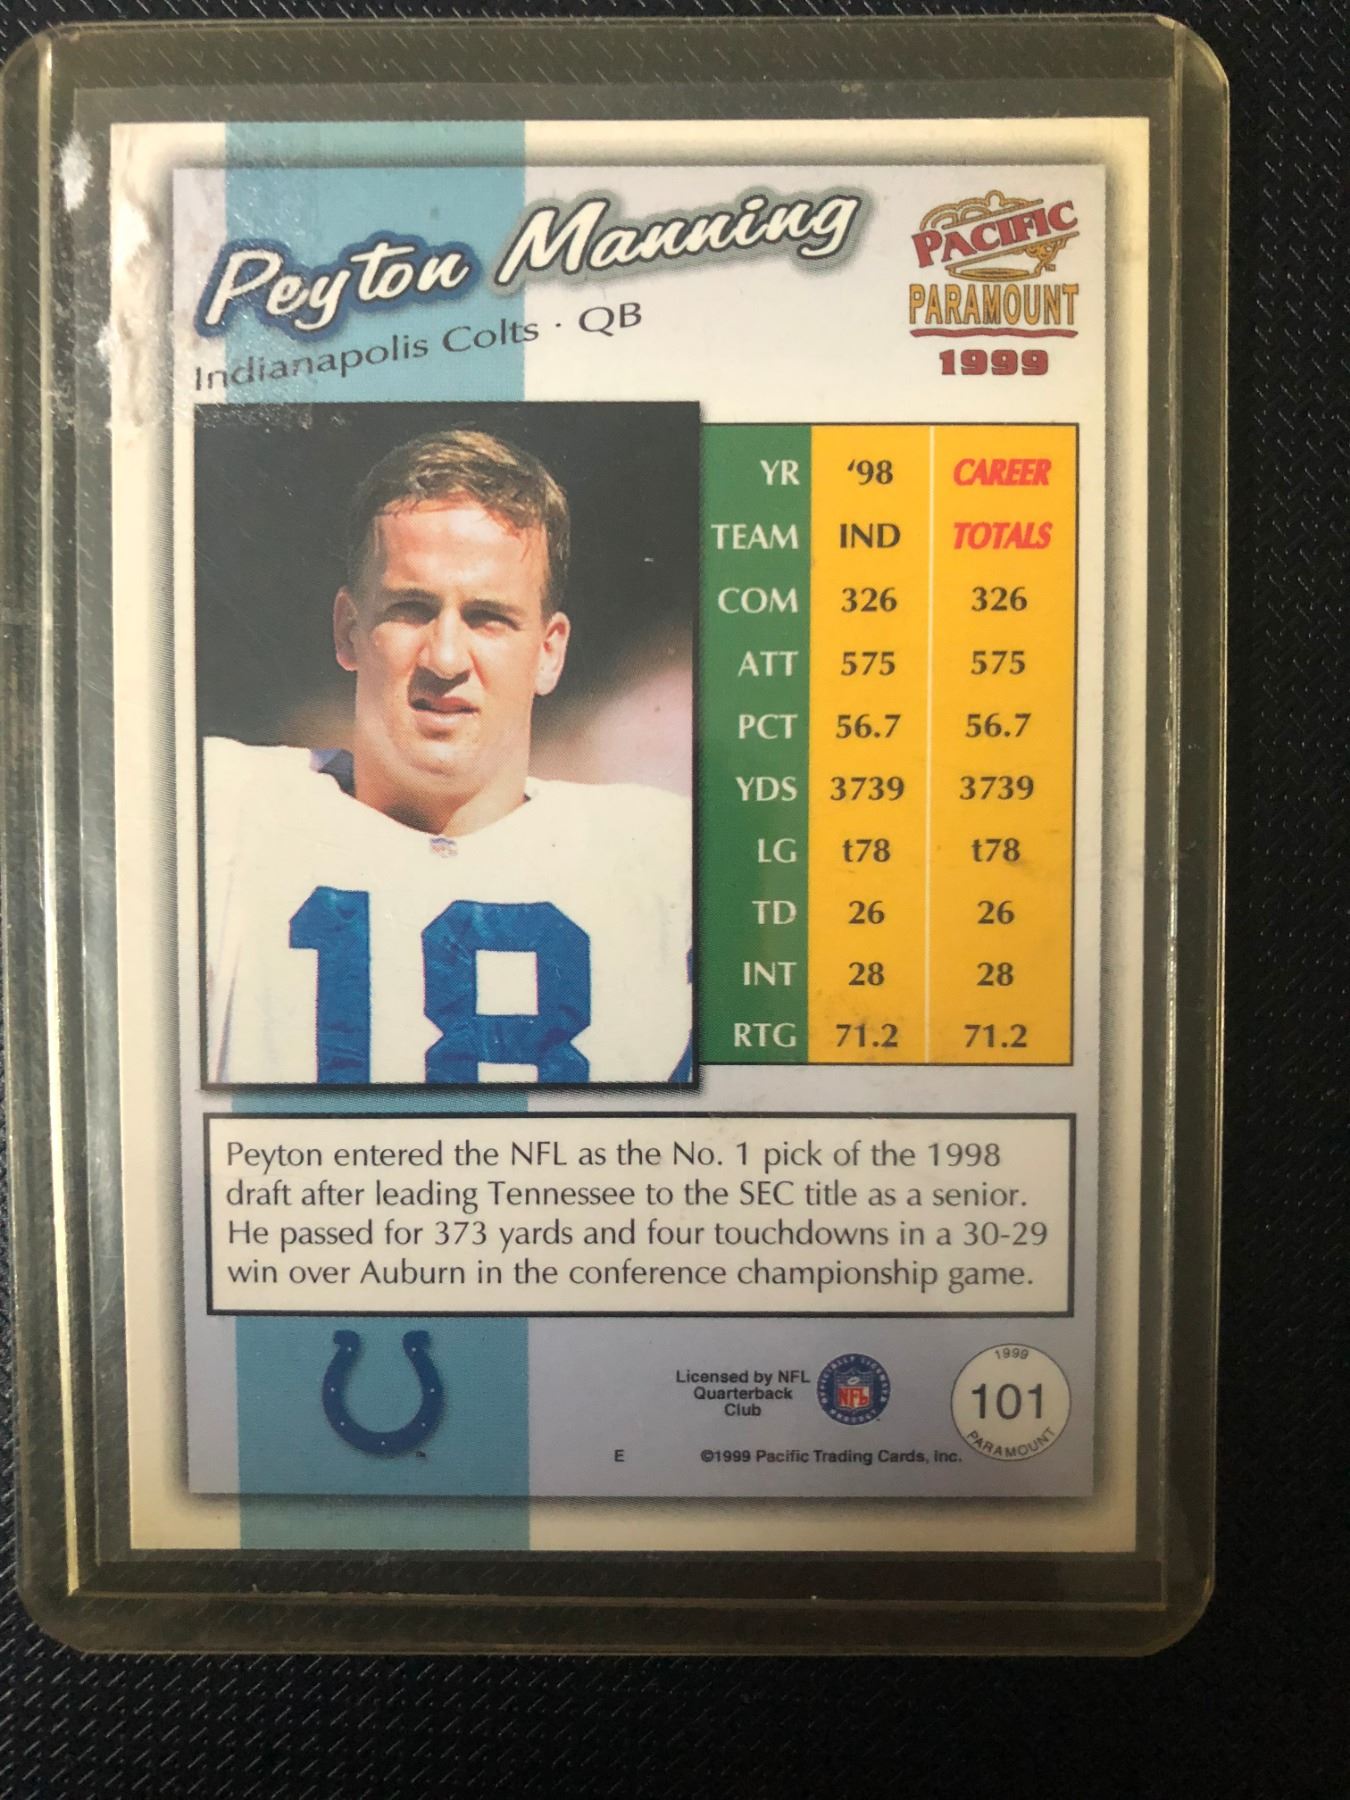 Peyton Manning
Indianapolis Colts · QB
PACIFIC
PARAMOUNT
1999
YR '98 CAREER
TEAM IND TOTALS
COM 326 326
ATT 575 575
PCT 56.7 56.7
YDS 3739 3739
LG t78 t78
TD 26 26
INT 28 28
RTG 71.2 71.2
18
Peyton entered the NFL as the No. 1 pick of the 1998
draft after leading Tennessee to the SEC title as a senior.
He passed for 373 yards and four touchdowns in a 30-29
win over Auburn in the conference championship game.
Licensed by NFL
Quarterback
Club
OFFICIALLY LICENSED
NFL
PRODUCT
1999
101
PARAMOUNT
E ©1999 Pacific Trading Cards, Inc.